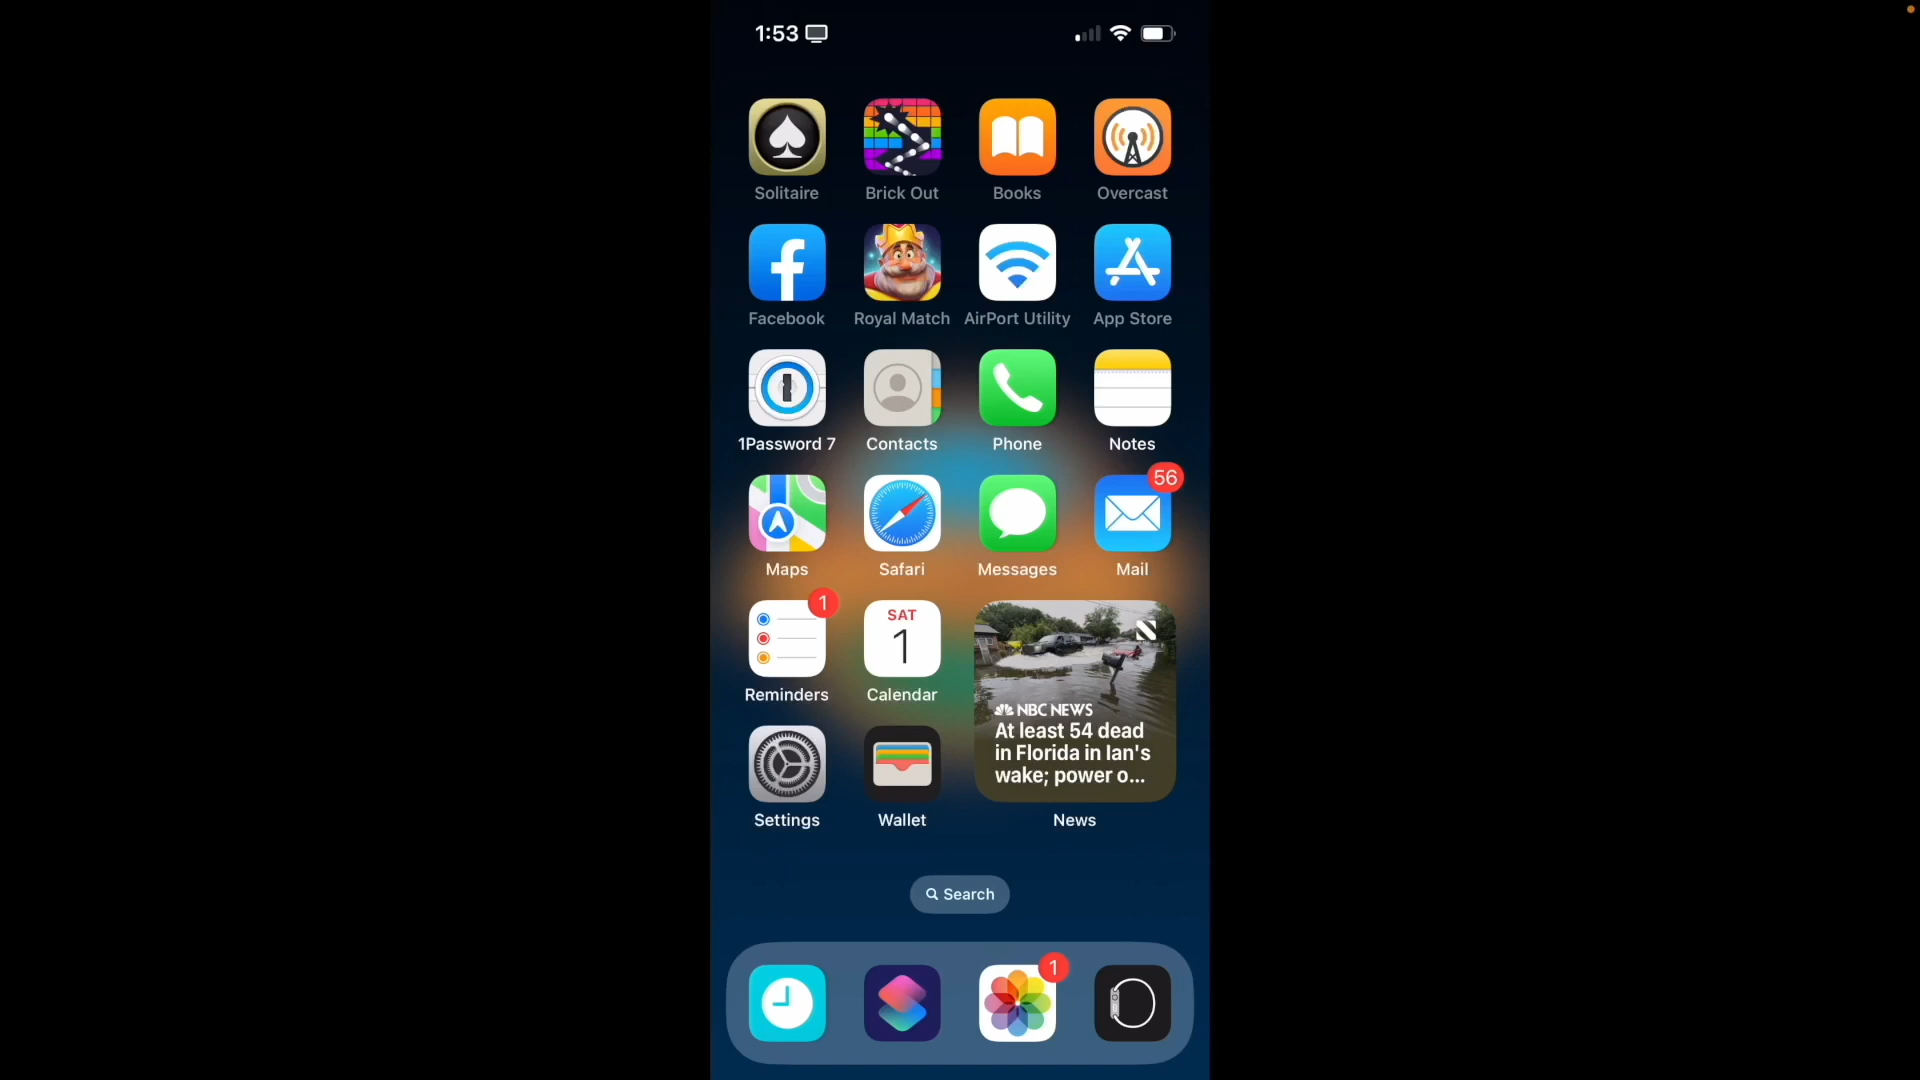 1:53
Solitaire
Brick Out
Books
Overcast
Facebook
Royal Match
AirPort Utility
App Store
1Password 7
Contacts
Phone
Notes
56
Maps
Safari
Messages
Mail
1
SAT
1
NBC NEWS
At least 54 dead
in Florida in Ian's
wake; power o...
Reminders
Calendar
Settings
Wallet
News
Search
1